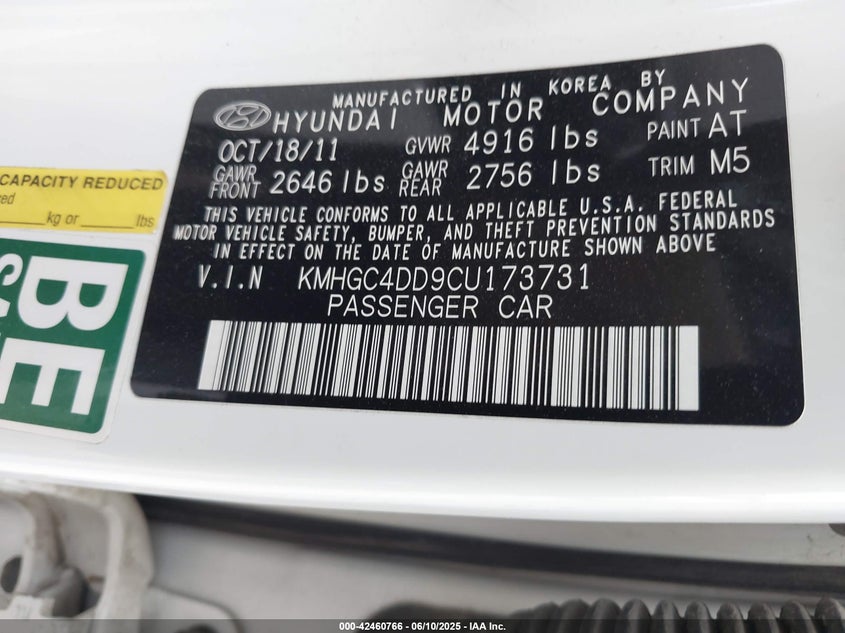 MANUFACTURED IN KOREA BY
HYUNDAI MOTOR COMPANY
OCT/18/11 GVWR 4916 lbs PAINT AT
GAWR FRONT 2646 lbs GAWR REAR 2756 lbs TRIM M5
THIS VEHICLE CONFORMS TO ALL APPLICABLE U.S.A. FEDERAL
MOTOR VEHICLE SAFETY, BUMPER, AND THEFT PREVENTION STANDARDS
IN EFFECT ON THE DATE OF MANUFACTURE SHOWN ABOVE
V.I.N KMHGC4DD9CU173731
PASSENGER CAR
CAPACITY REDUCED
kg or lbs
BE
000-42460766 - 06/10/2025 - IAA Inc.